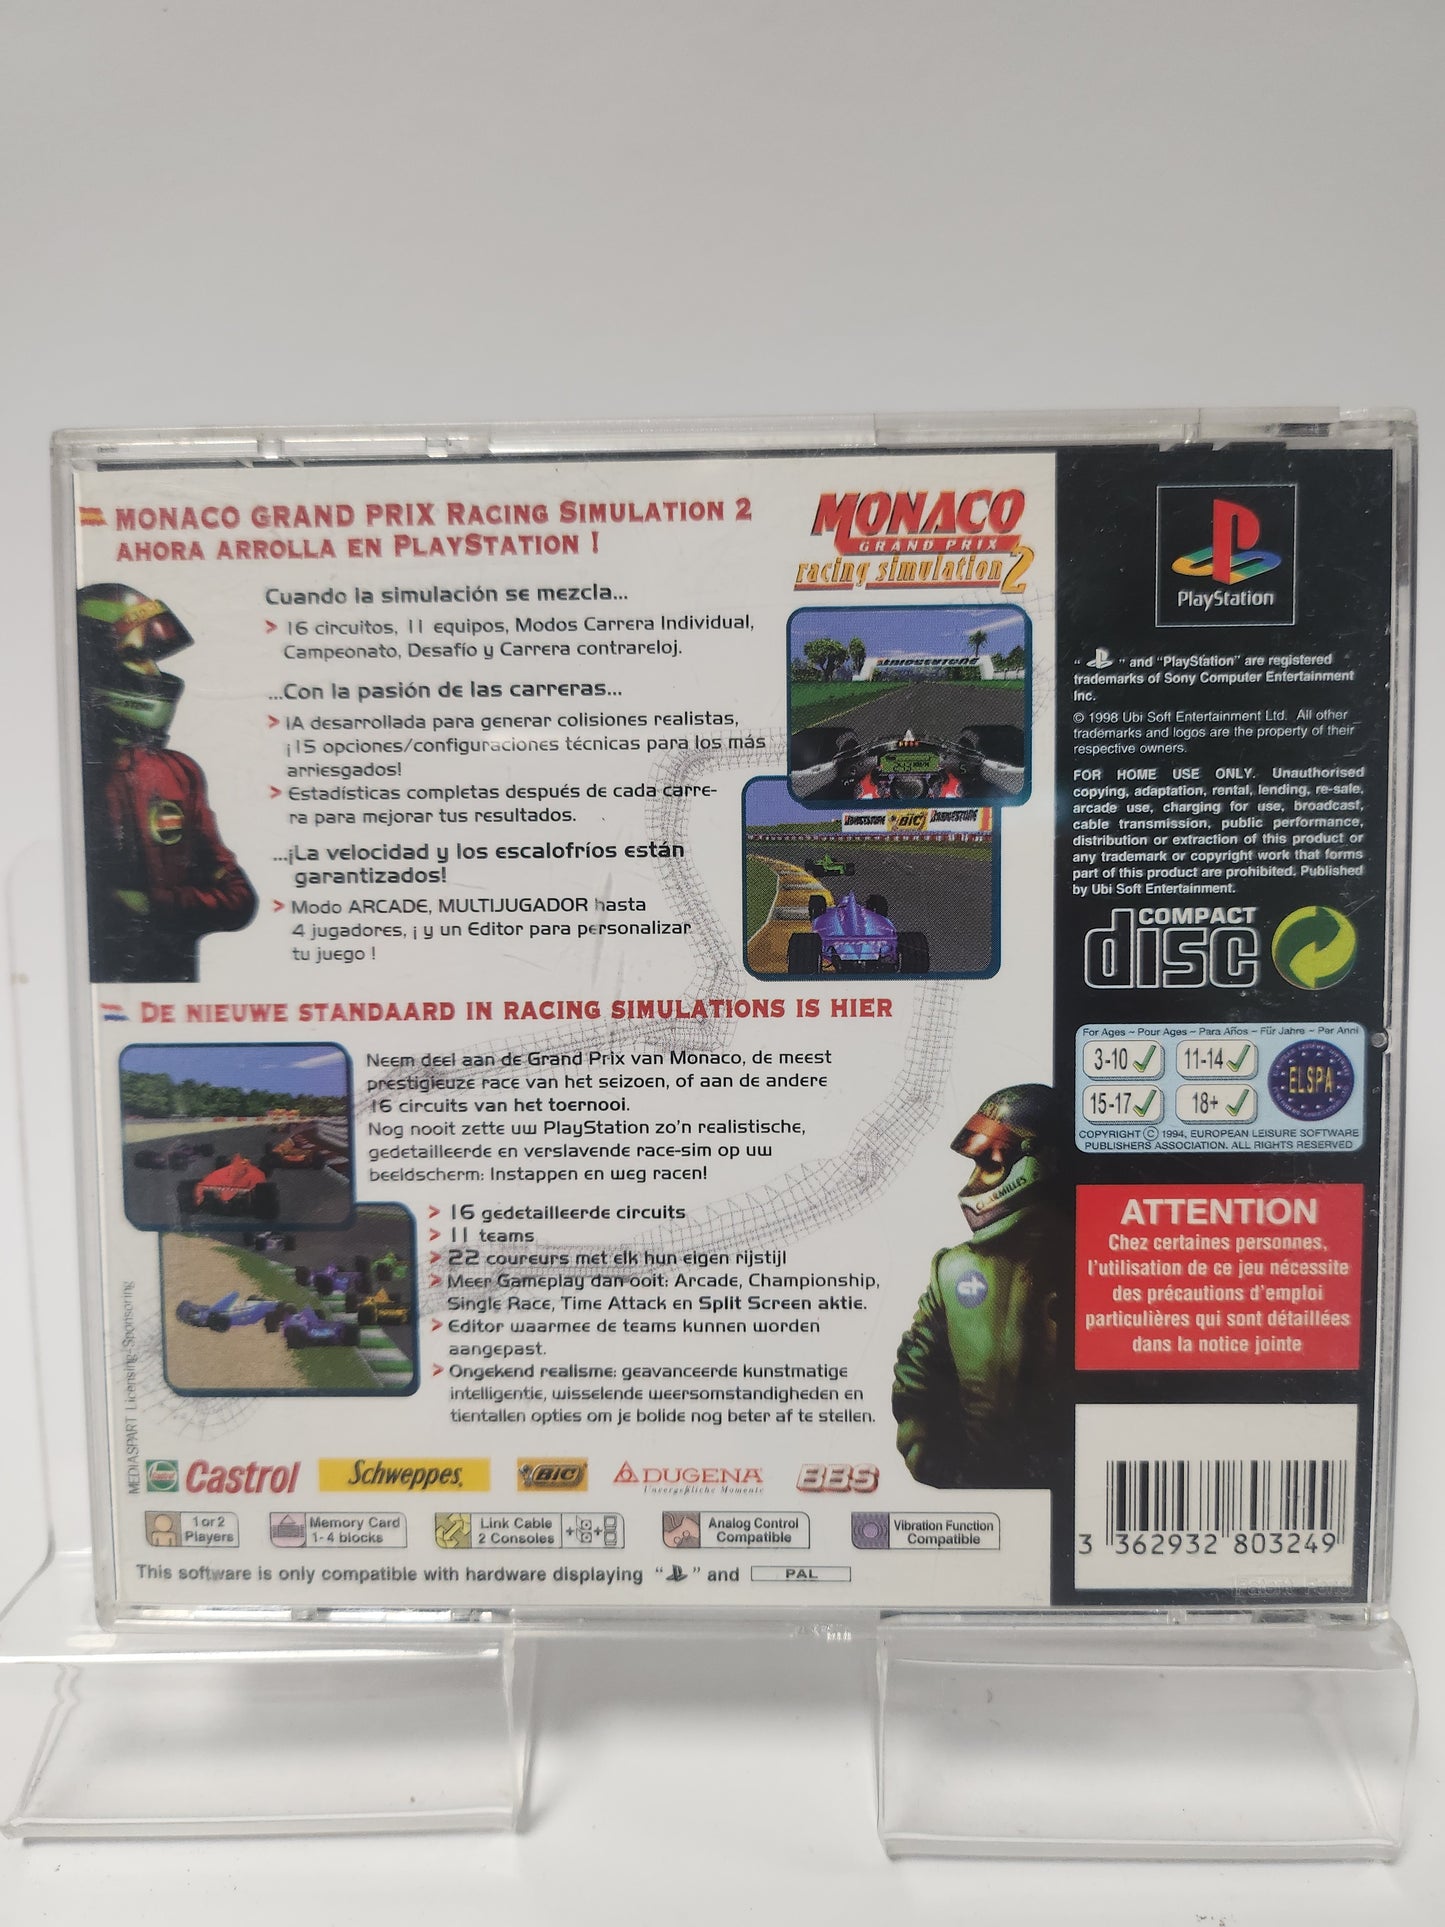 MONACO GRAND PRIX RACING SIMULATION 2
AHORA ARROLLA EN PLAYSTATION !
Cuando la simulación se mezcla...
> 16 circuitos, 11 equipos, Modos Carrera Individual,
Campeonato, Desafío y Carrera contrareloj.
...Con la pasión de las carreras...
> IA desarrollada para generar colisiones realistas,
¡15 opciones/configuraciones técnicas para los más
arriesgados!
> Estadísticas completas después de cada carre-
ra para mejorar tus resultados.
...¡La velocidad y los escalofríos están
garantizados!
> Modo ARCADE, MULTIJUGADOR hasta
4 jugadores, ¡ y un Editor para personalizar
tu juego !
MONACO
GRAND PRIX
racing simulation 2
BRIDGESTONE
BRIDGESTONE BIC BRIDGESTONE
DE NIEUWE STANDAARD IN RACING SIMULATIONS IS HIER
Neem deel aan de Grand Prix van Monaco, de meest
prestigieuze race van het seizoen, of aan de andere
16 circuits van het toernooi.
Nog nooit zette uw PlayStation zo'n realistische,
gedetailleerde en verslavende race-sim op uw
beeldscherm: Instappen en weg racen!
> 16 gedetailleerde circuits
> 11 teams
> 22 coureurs met elk hun eigen rijstijl
> Meer Gameplay dan ooit: Arcade, Championship,
Single Race, Time Attack en Split Screen aktie.
> Editor waarmee de teams kunnen worden
aangepast.
> Ongekend realisme: geavanceerde kunstmatige
intelligentie, wisselende weersomstandigheden en
tientallen opties om je bolide nog beter af te stellen.
MEDIASPART Licensing-Sponsoring
Castrol Schweppes. BIC DUGENA BBS
Unvergeßliche Momente
1 or 2
Players
Memory Card
1- 4 blocks
Link Cable
2 Consoles
Analog Control
Compatible
Vibration Function
Compatible
This software is only compatible with hardware displaying " " and PAL
PlayStation
" " and "PlayStation" are registered
trademarks of Sony Computer Entertainment
Inc.
© 1998 Ubi Soft Entertainment Ltd. All other
trademarks and logos are the property of their
respective owners.
FOR HOME USE ONLY. Unauthorised
copying, adaptation, rental, lending, re-sale,
arcade use, charging for use, broadcast,
cable transmission, public performance,
distribution or extraction of this product or
any trademark or copyright work that forms
part of this product are prohibited. Published
by Ubi Soft Entertainment.
COMPACT
disc
For Ages ~ Pour Ages ~ Para Años ~ Für Jahre ~ Per Anni
3-10 11-14
15-17 18+
ELSPA
COPYRIGHT © 1994, EUROPEAN LEISURE SOFTWARE
PUBLISHERS ASSOCIATION. ALL RIGHTS RESERVED
ATTENTION
Chez certaines personnes,
l'utilisation de ce jeu nécessite
des précautions d'emploi
particulières qui sont détaillées
dans la notice jointe
3 362932 803249